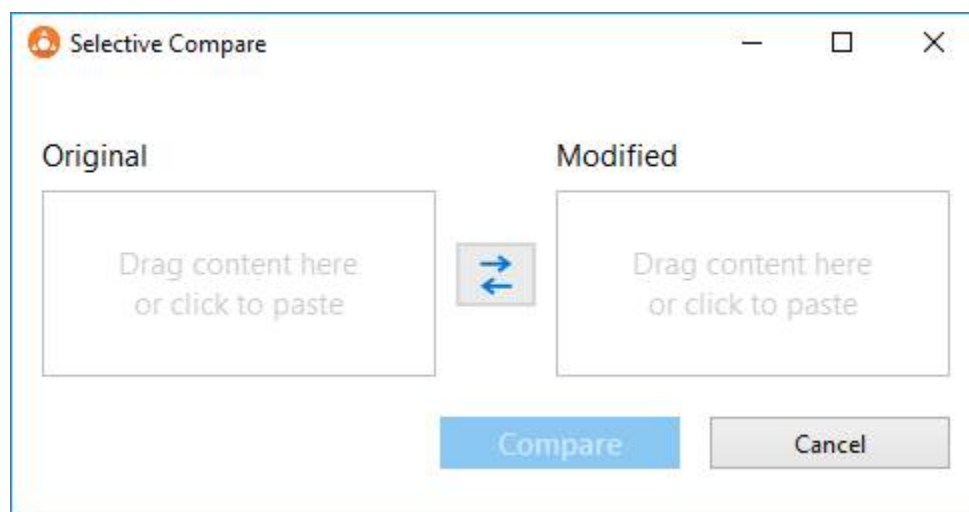 Selective Compare
Original
Modified
Drag content here
or click to paste
Drag content here
or click to paste
Compare
Cancel